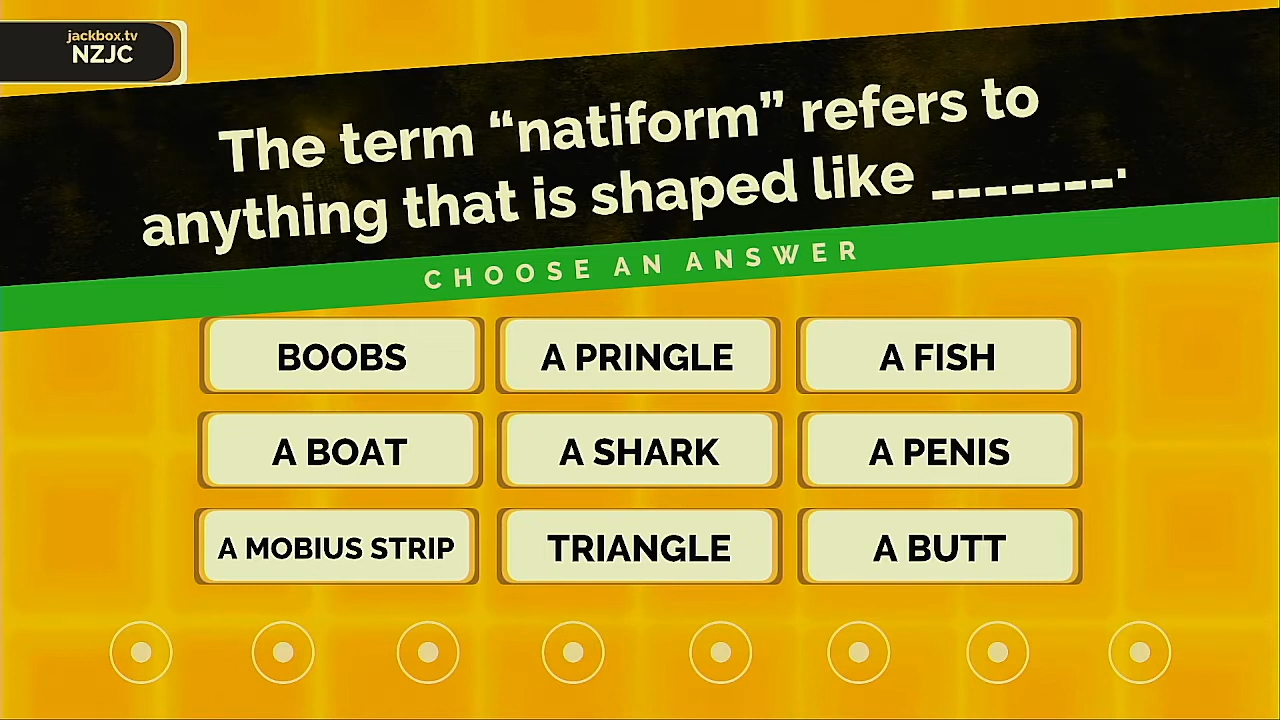 jackbox.tv
NZJC
The term “natiform” refers to
anything that is shaped like _______.
CHOOSE AN ANSWER
BOOBS
A PRINGLE
A FISH
A BOAT
A SHARK
A PENIS
A MOBIUS STRIP
TRIANGLE
A BUTT